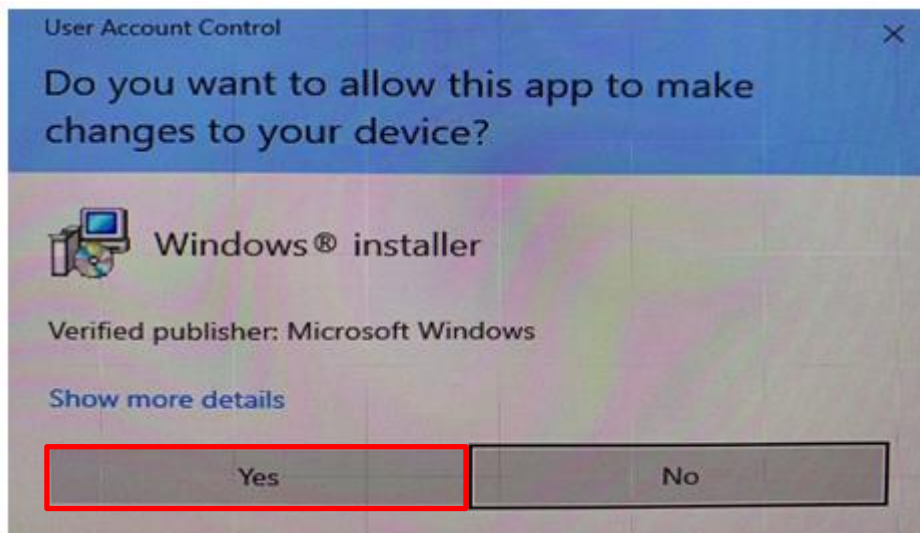 User Account Control
Do you want to allow this app to make
changes to your device?
Windows® installer
Verified publisher: Microsoft Windows
Show more details
Yes
No